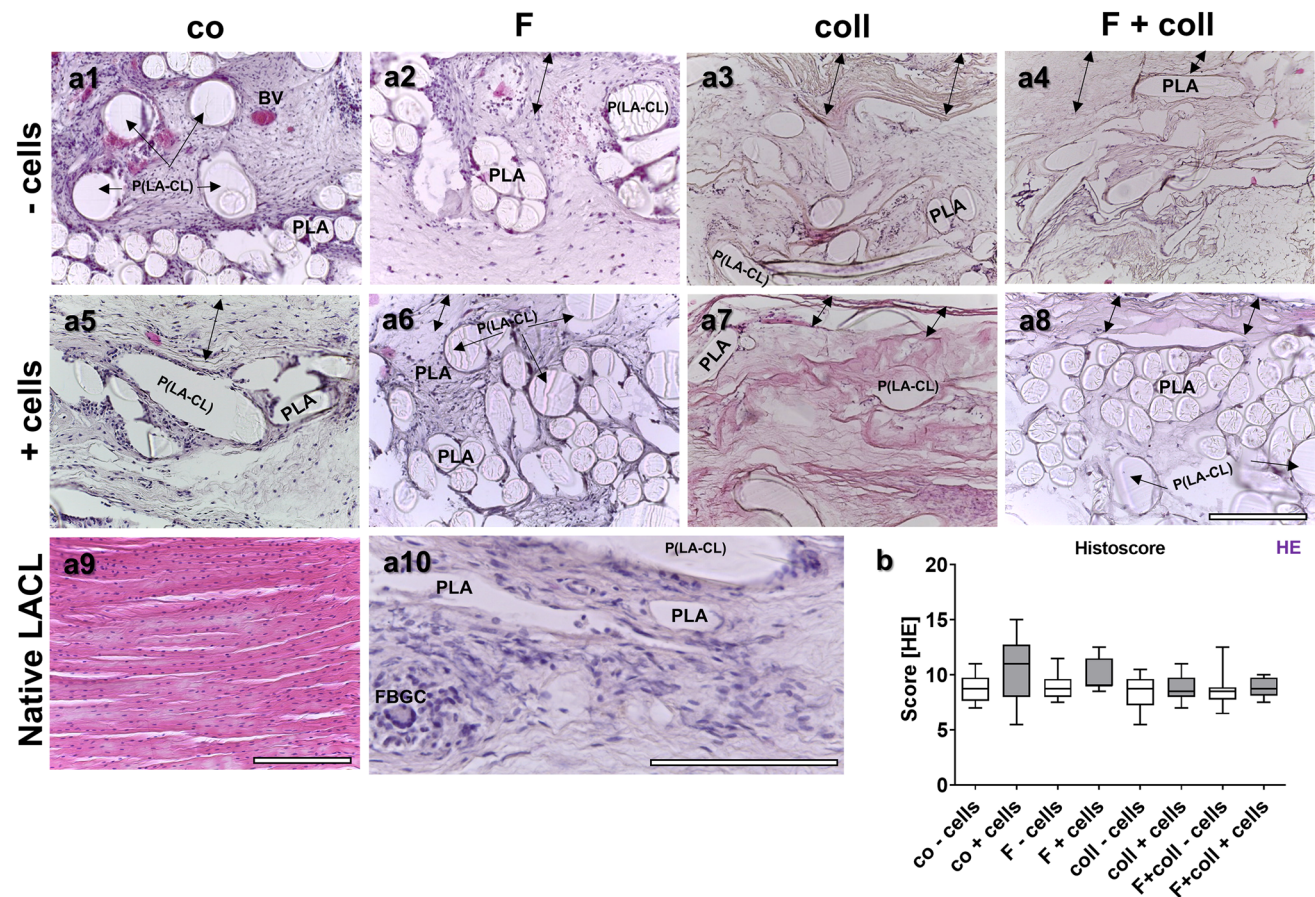 co
F
coll
F + coll
- cells
a1
BV
P(LA-CL)
PLA
a2
P(LA-CL)
PLA
a3
PLA
P(LA-CL)
a4
PLA
+ cells
a5
P(LA-CL)
PLA
a6
P(LA-CL)
PLA
PLA
a7
PLA
P(LA-CL)
a8
PLA
P(LA-CL)
Native LACL
a9
a10
P(LA-CL)
PLA
PLA
FBGC
b
Histoscore
HE
Score [HE]
20
15
10
5
0
co - cells
co + cells
F - cells
F + cells
coll - cells
coll + cells
F+coll - cells
F+coll + cells